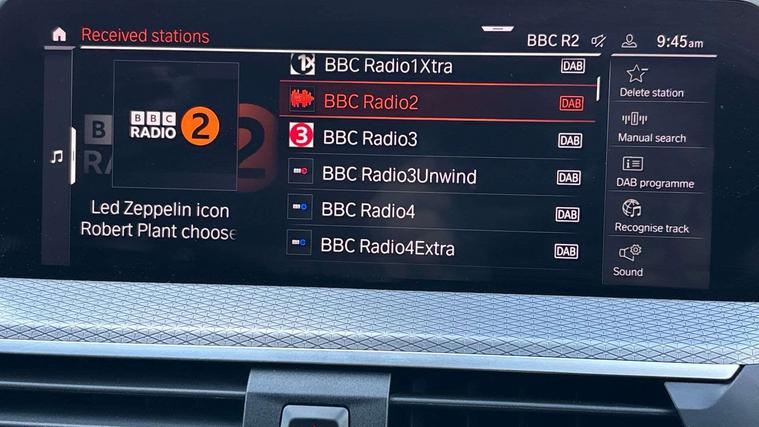 Received stations
BBC R2
9:45am
BBC
RADIO 2
Led Zeppelin icon
Robert Plant choose
1X BBC Radio1Xtra DAB
BBC Radio2 DAB
3 BBC Radio3 DAB
BBC Radio3Unwind DAB
BBC Radio4 DAB
BBC Radio4Extra DAB
Delete station
Manual search
DAB programme
Recognise track
Sound